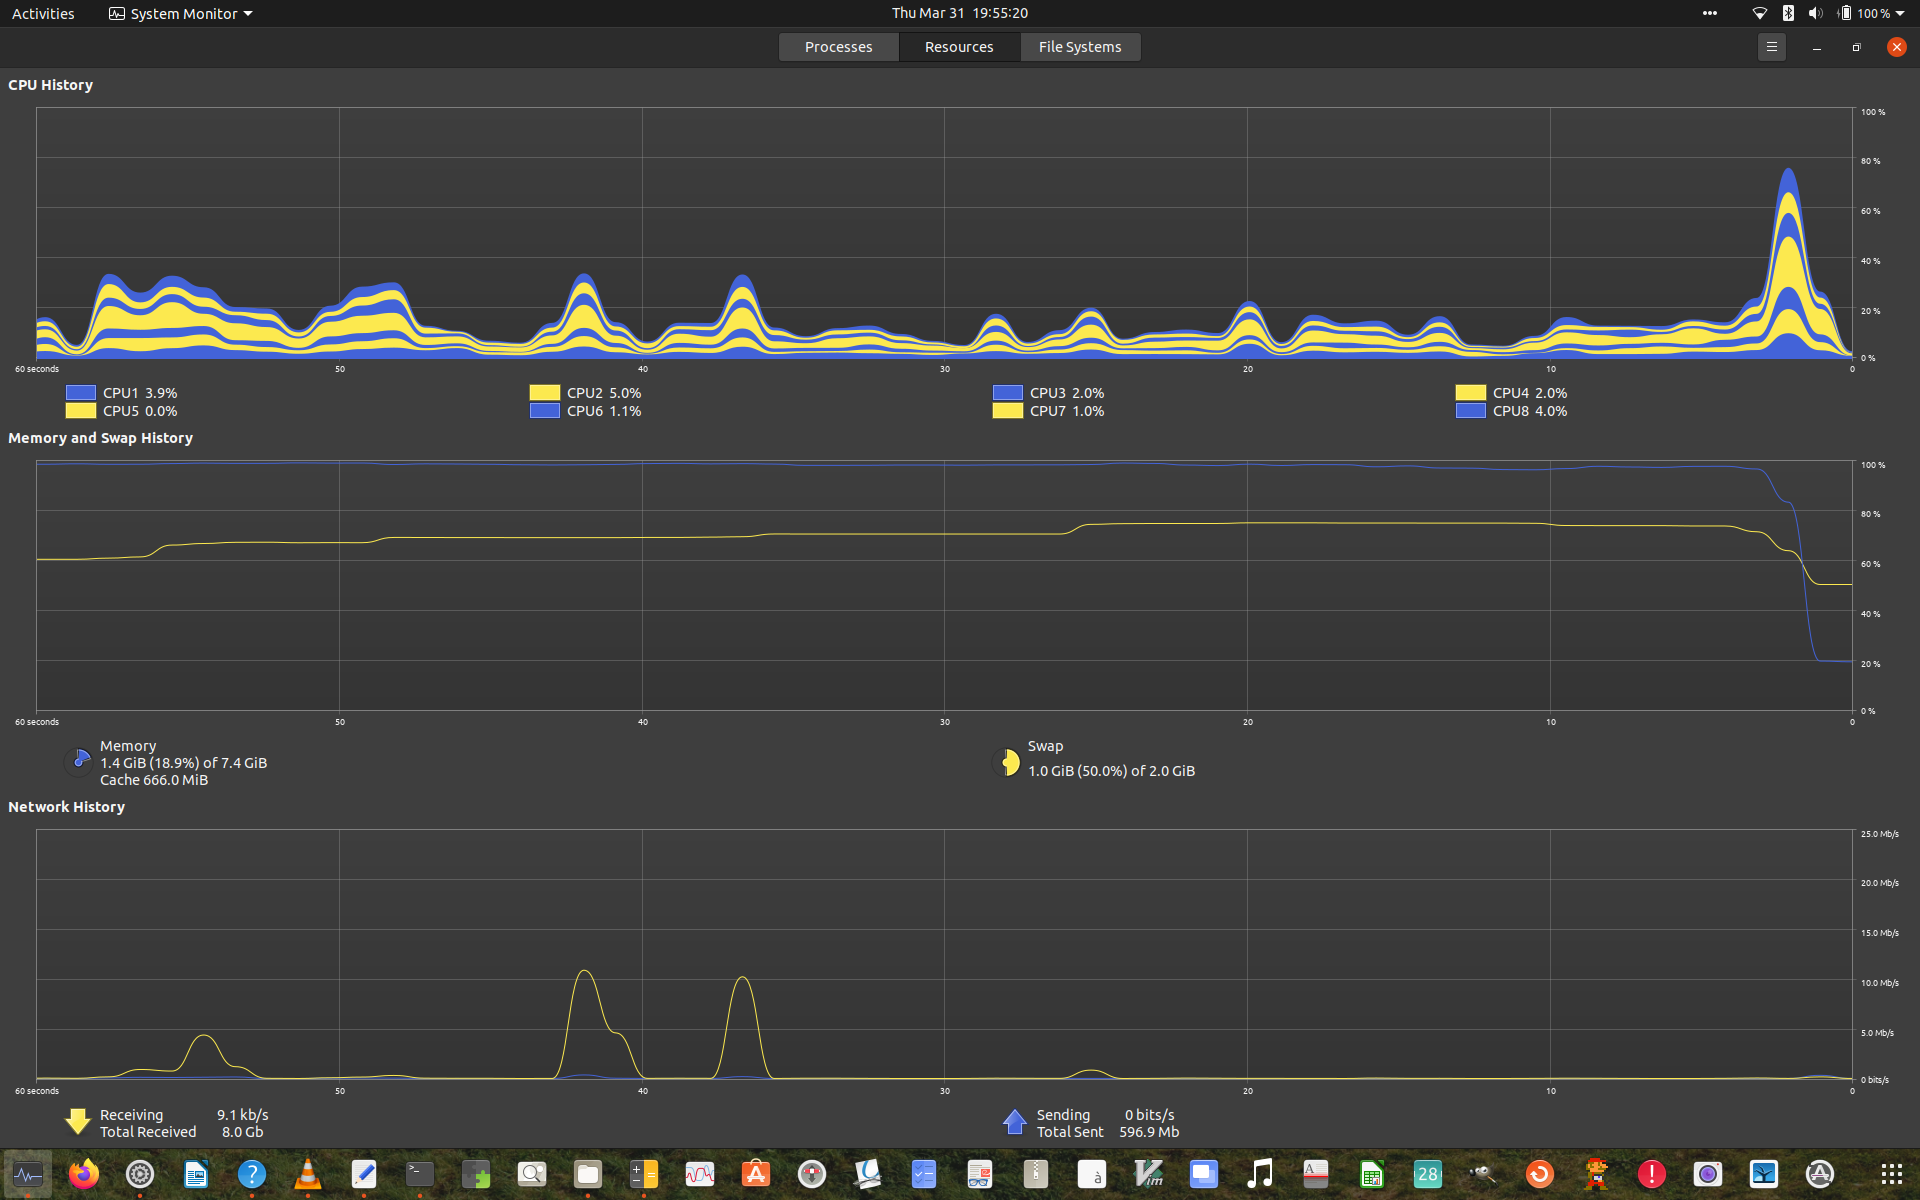 Activities System Monitor Thu Mar 31 19:55:20 100 %
Processes Resources File Systems
CPU History
100 %
80 %
60 %
40 %
20 %
0 %
60 seconds 50 40 30 20 10 0
CPU1 3.9% CPU2 5.0% CPU3 2.0% CPU4 2.0%
CPU5 0.0% CPU6 1.1% CPU7 1.0% CPU8 4.0%
Memory and Swap History
100 %
80 %
60 %
40 %
20 %
0 %
60 seconds 50 40 30 20 10 0
Memory Swap
1.4 GiB (18.9%) of 7.4 GiB 1.0 GiB (50.0%) of 2.0 GiB
Cache 666.0 MiB
Network History
25.0 Mb/s
20.0 Mb/s
15.0 Mb/s
10.0 Mb/s
5.0 Mb/s
0 bits/s
60 seconds 50 40 30 20 10 0
Receiving 9.1 kb/s Sending 0 bits/s
Total Received 8.0 Gb Total Sent 596.9 Mb
? >_ A à Vim A 28 ! A